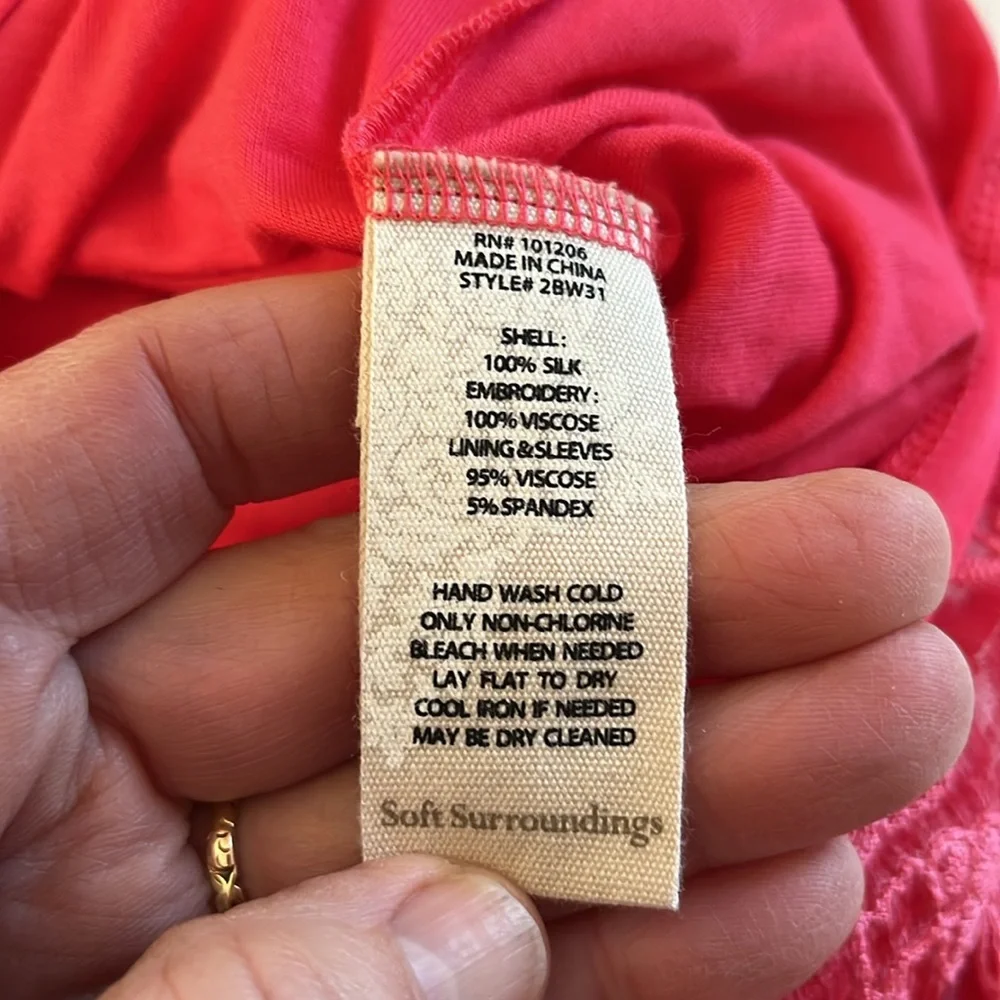 RN# 101206
MADE IN CHINA
STYLE# 2BW31
SHELL:
100% SILK
EMBROIDERY:
100% VISCOSE
LINING&SLEEVES
95% VISCOSE
5% SPANDEX
HAND WASH COLD
ONLY NON-CHLORINE
BLEACH WHEN NEEDED
LAY FLAT TO DRY
COOL IRON IF NEEDED
MAY BE DRY CLEANED
Soft Surroundings